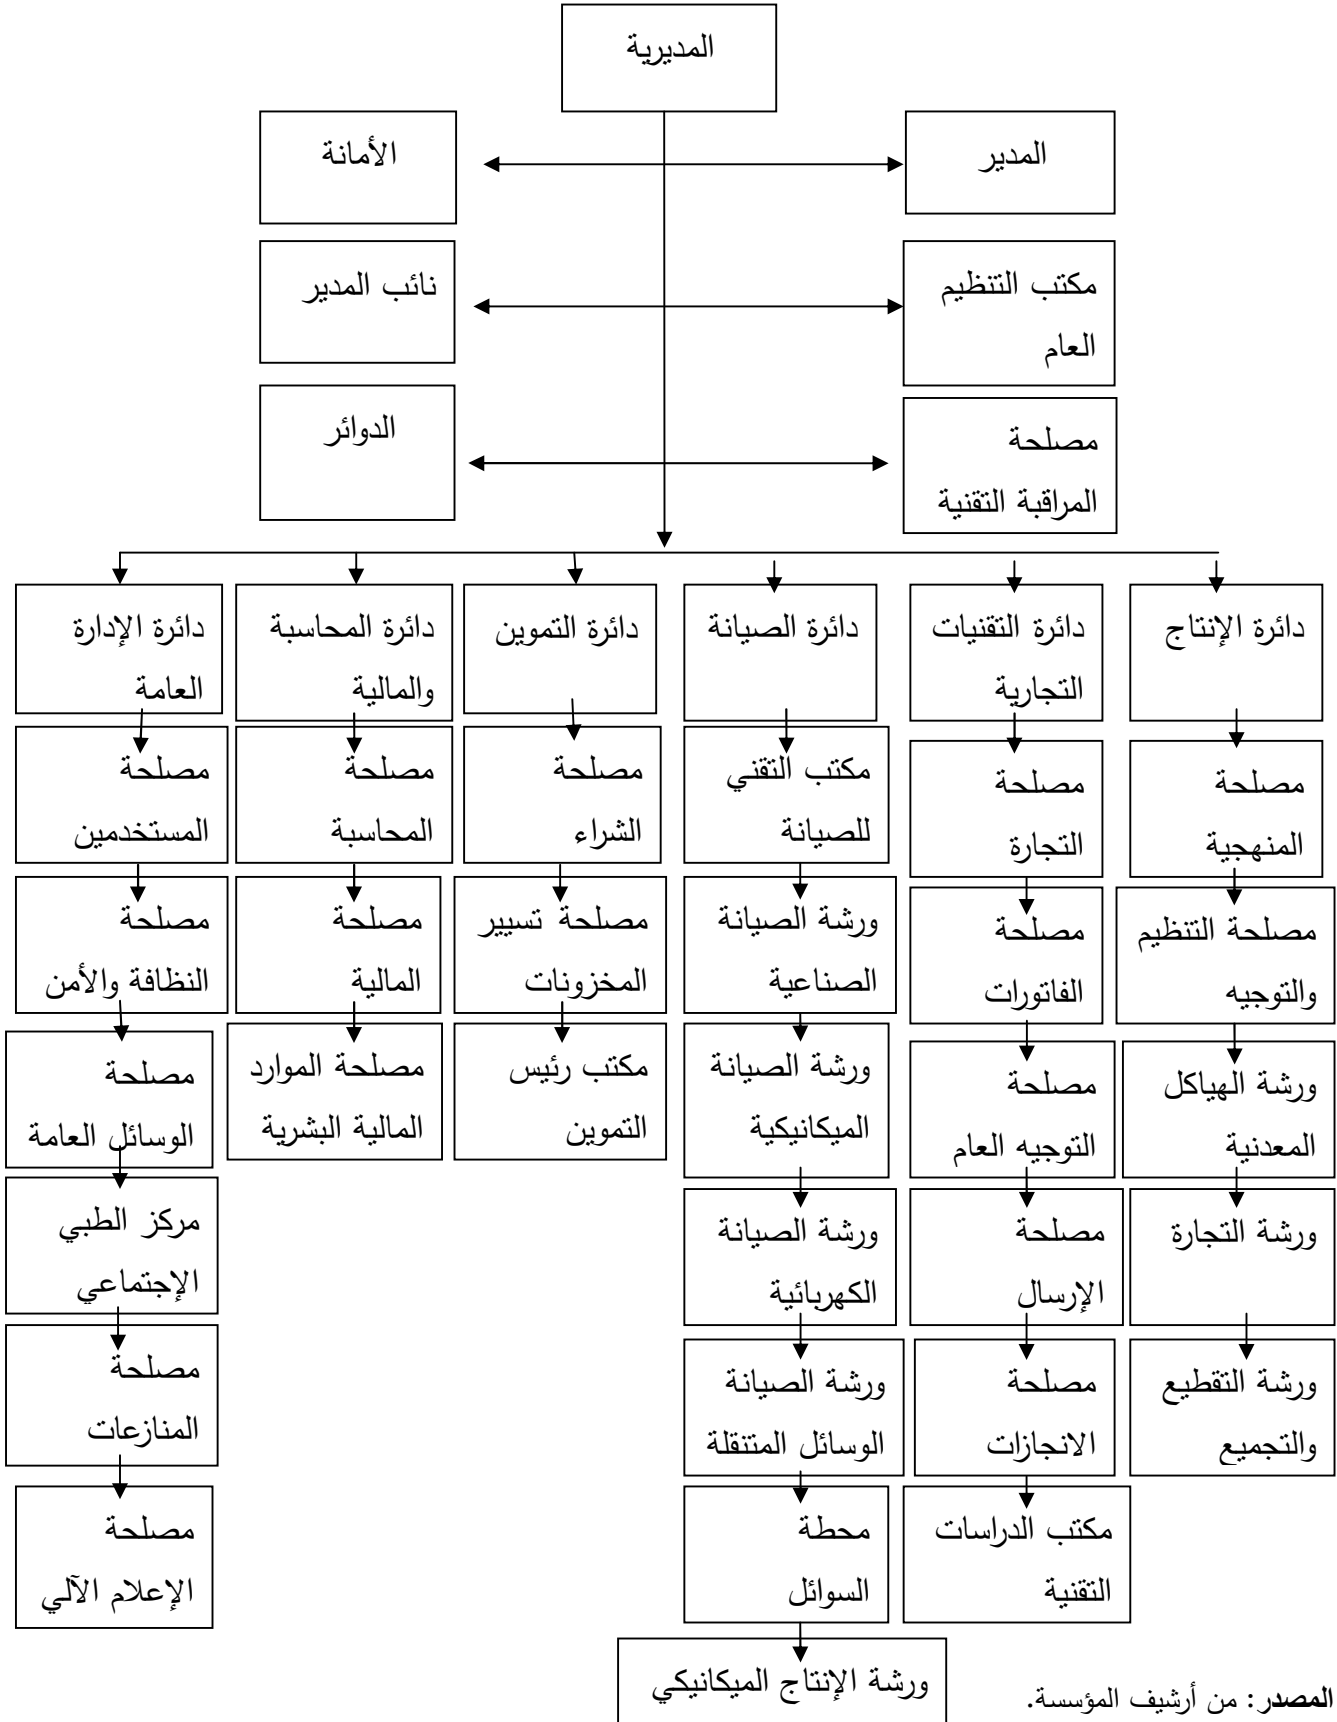 المديرية
المدير
الأمانة
مكتب التنظيم
العام
نائب المدير
مصلحة
المراقبة التقنية
الدوائر
دائرة الإنتاج
دائرة التقنيات
التجارية
دائرة الصيانة
دائرة التموين
دائرة المحاسبة
والمالية
دائرة الإدارة
العامة
مصلحة
المنهجية
مصلحة
التجارة
مكتب التقني
للصيانة
مصلحة
الشراء
مصلحة
المحاسبة
مصلحة
المستخدمين
مصلحة التنظيم
والتوجيه
مصلحة
الفاتورات
ورشة الصيانة
الصناعية
مصلحة تسيير
المخزونات
مصلحة
المالية
مصلحة
النظافة والأمن
ورشة الهياكل
المعدنية
مصلحة
التوجيه العام
ورشة الصيانة
الميكانيكية
مكتب رئيس
التموين
مصلحة الموارد
المالية البشرية
مصلحة
الوسائل العامة
ورشة التجارة
مصلحة
الإرسال
ورشة الصيانة
الكهربائية
مركز الطبي
الإجتماعي
ورشة التقطيع
والتجميع
مصلحة
الانجازات
ورشة الصيانة
الوسائل المتنقلة
مصلحة
المنازعات
مكتب الدراسات
التقنية
محطة
السوائل
مصلحة
الإعلام الآلي
ورشة الإنتاج الميكانيكي
المصدر: من أرشيف المؤسسة.